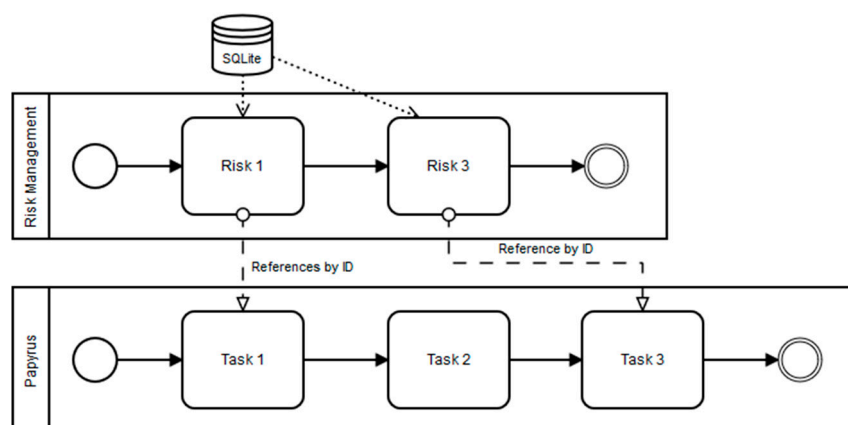 SQLite
Risk Management
Risk 1
Risk 3
References by ID
Reference by ID
Papyrus
Task 1
Task 2
Task 3